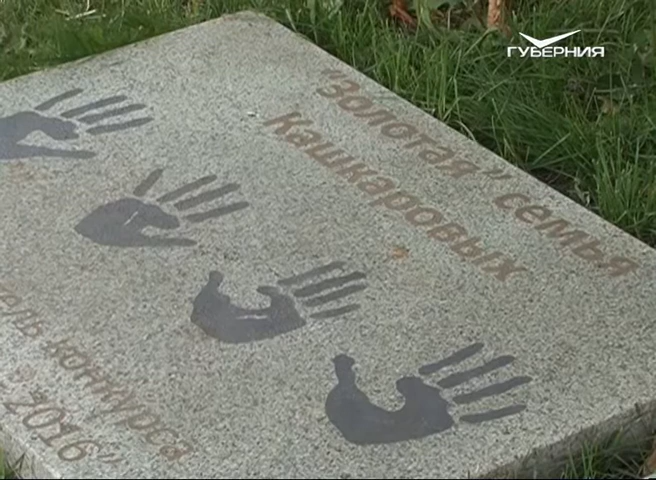 ГУБЕРНИЯ
"Золотая" семья
Кашкаровых
конкурса
2016"